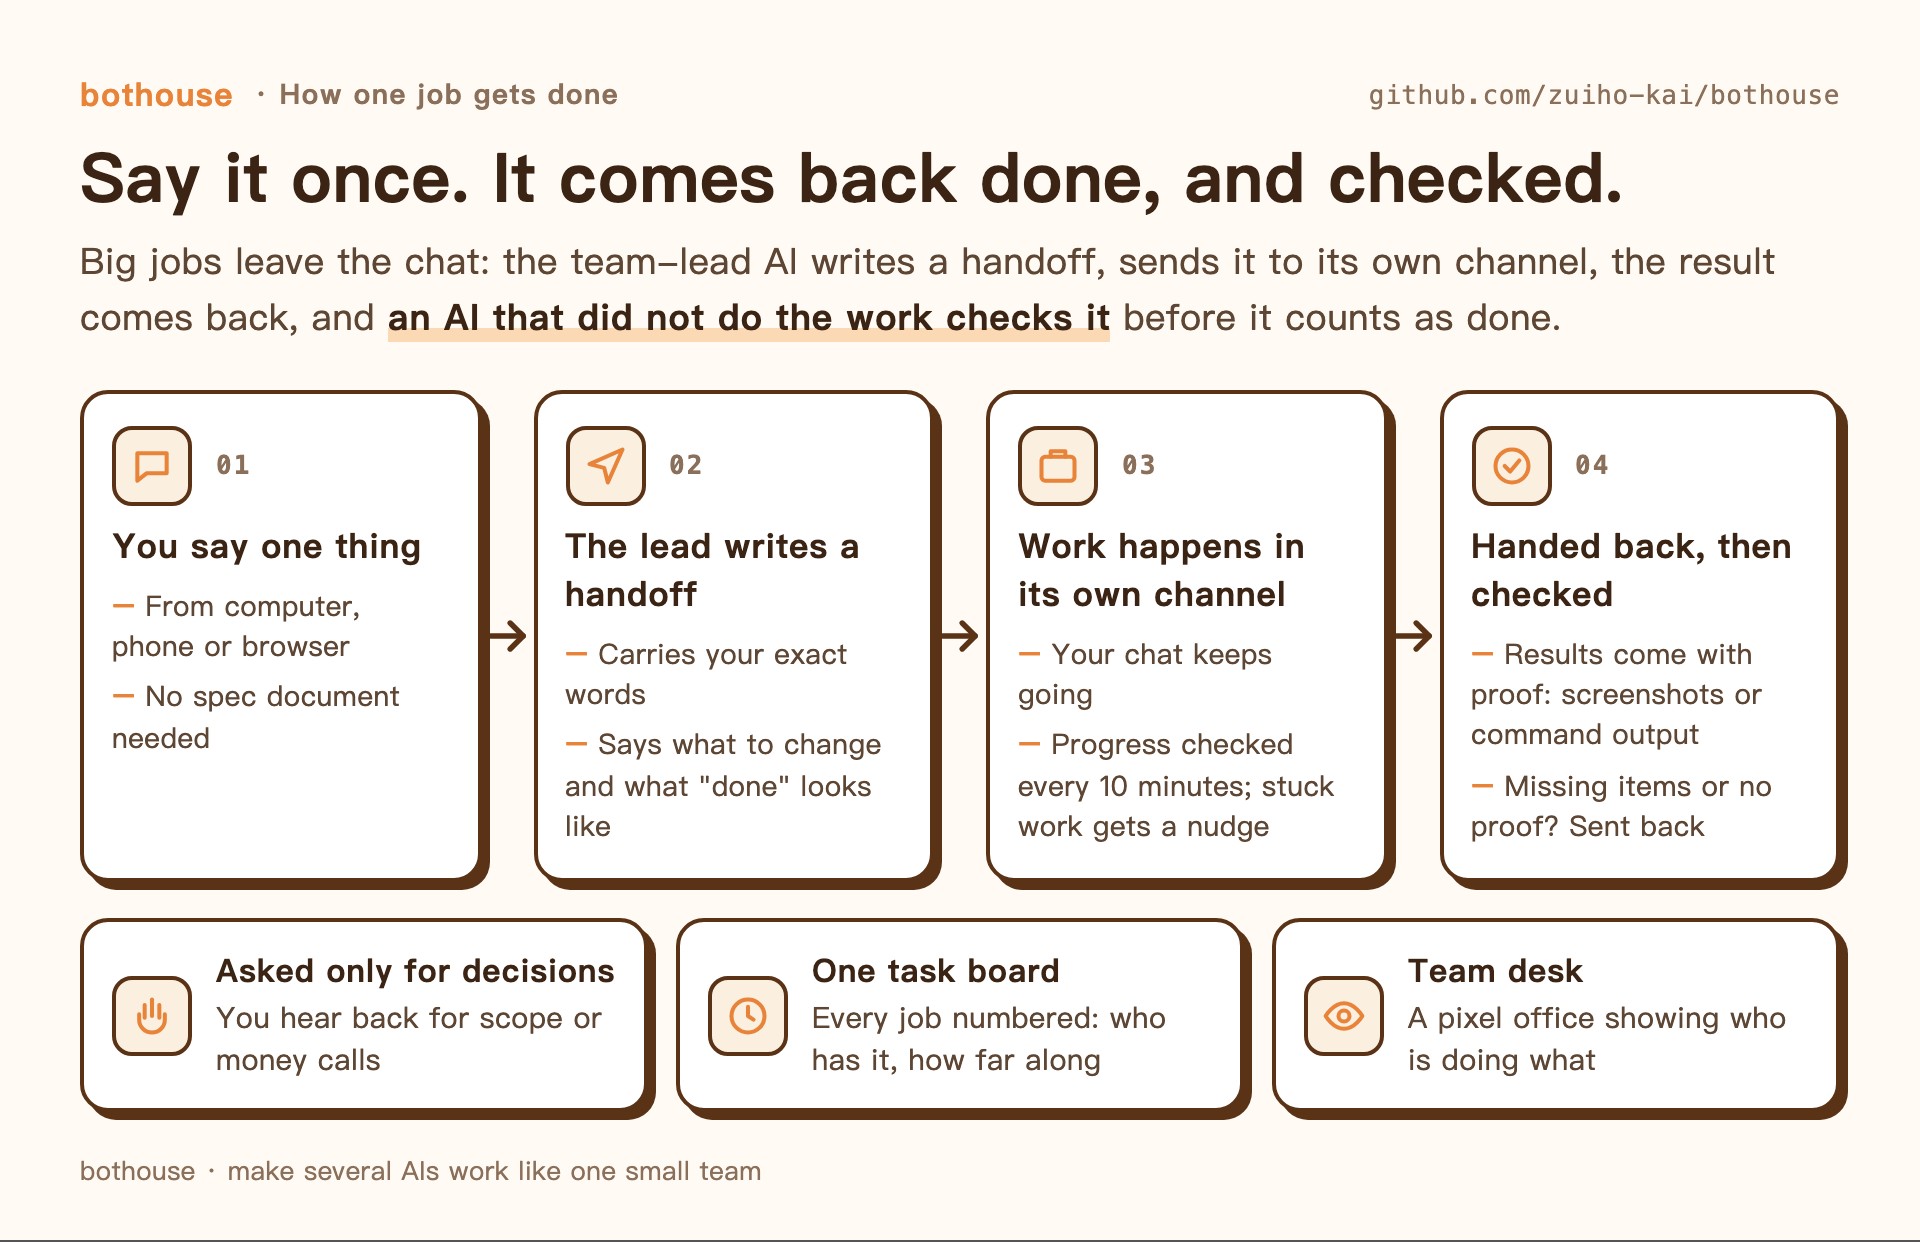 bothouse · How one job gets done
github.com/zuiho-kai/bothouse
Say it once. It comes back done, and checked.
Big jobs leave the chat: the team–lead AI writes a handoff, sends it to its own channel, the result
comes back, and an AI that did not do the work checks it before it counts as done.
01
You say one thing
— From computer,
phone or browser
— No spec document
needed
02
The lead writes a
handoff
— Carries your exact
words
— Says what to change
and what "done" looks
like
03
Work happens in
its own channel
— Your chat keeps
going
— Progress checked
every 10 minutes; stuck
work gets a nudge
04
Handed back, then
checked
— Results come with
proof: screenshots or
command output
— Missing items or no
proof? Sent back
Asked only for decisions
You hear back for scope or
money calls
One task board
Every job numbered: who
has it, how far along
Team desk
A pixel office showing who
is doing what
bothouse · make several AIs work like one small team